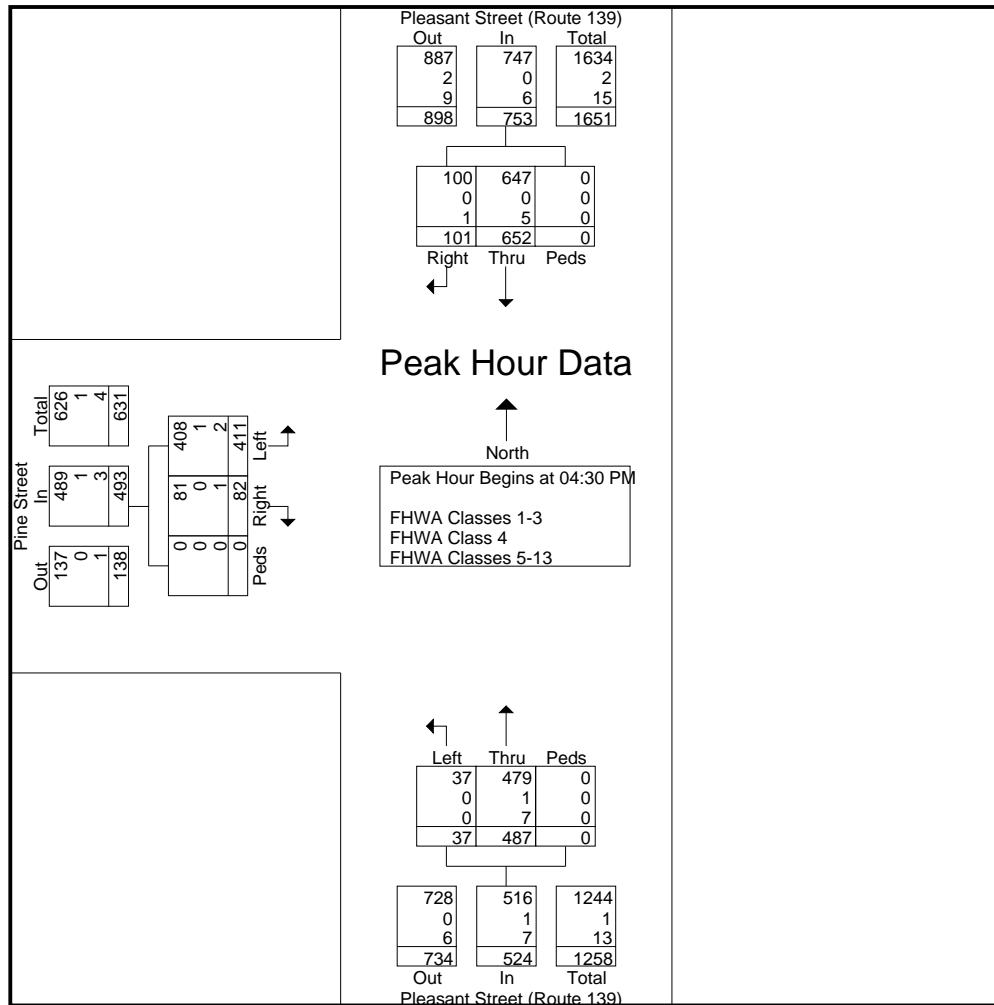 Pleasant Street (Route 139)
Out In Total
887 747 1634
2 0 2
9 6 15
898 753 1651
100 647 0
0 0 0
1 5 0
101 652 0
Right Thru Peds
Peak Hour Data
North
Peak Hour Begins at 04:30 PM
FHWA Classes 1-3
FHWA Class 4
FHWA Classes 5-13
Pine Street
Out In Total
137 489 626
0 1 1
1 3 4
138 493 631
0 81 408
0 0 1
0 1 2
0 82 411
Peds Right Left
Left Thru Peds
37 479 0
0 1 0
0 7 0
37 487 0
728 516 1244
0 1 1
6 7 13
734 524 1258
Out In Total
Pleasant Street (Route 139)